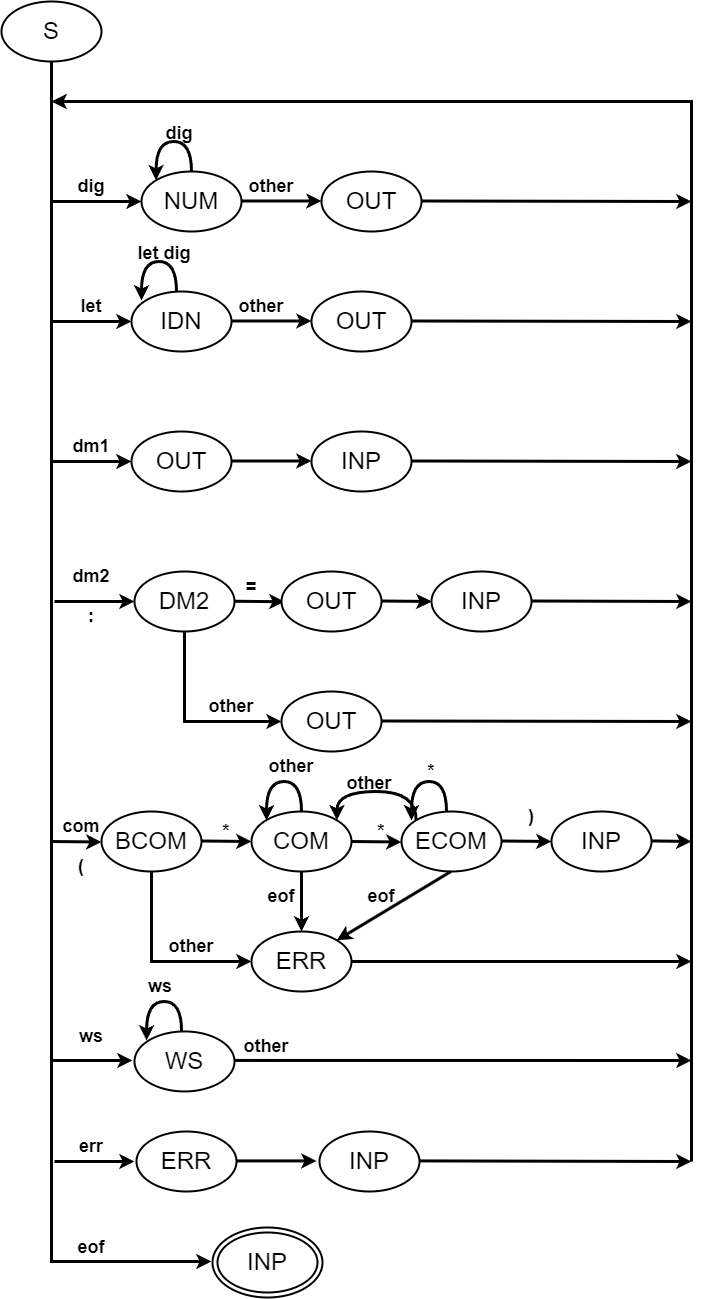 S
dig
dig NUM other OUT
let dig
let IDN other OUT
dm1 OUT INP
dm2 : DM2 = OUT INP
other OUT
other other *
com ( BCOM * COM * ECOM ) INP
eof eof
other ERR
ws
ws WS other
err ERR INP
eof INP